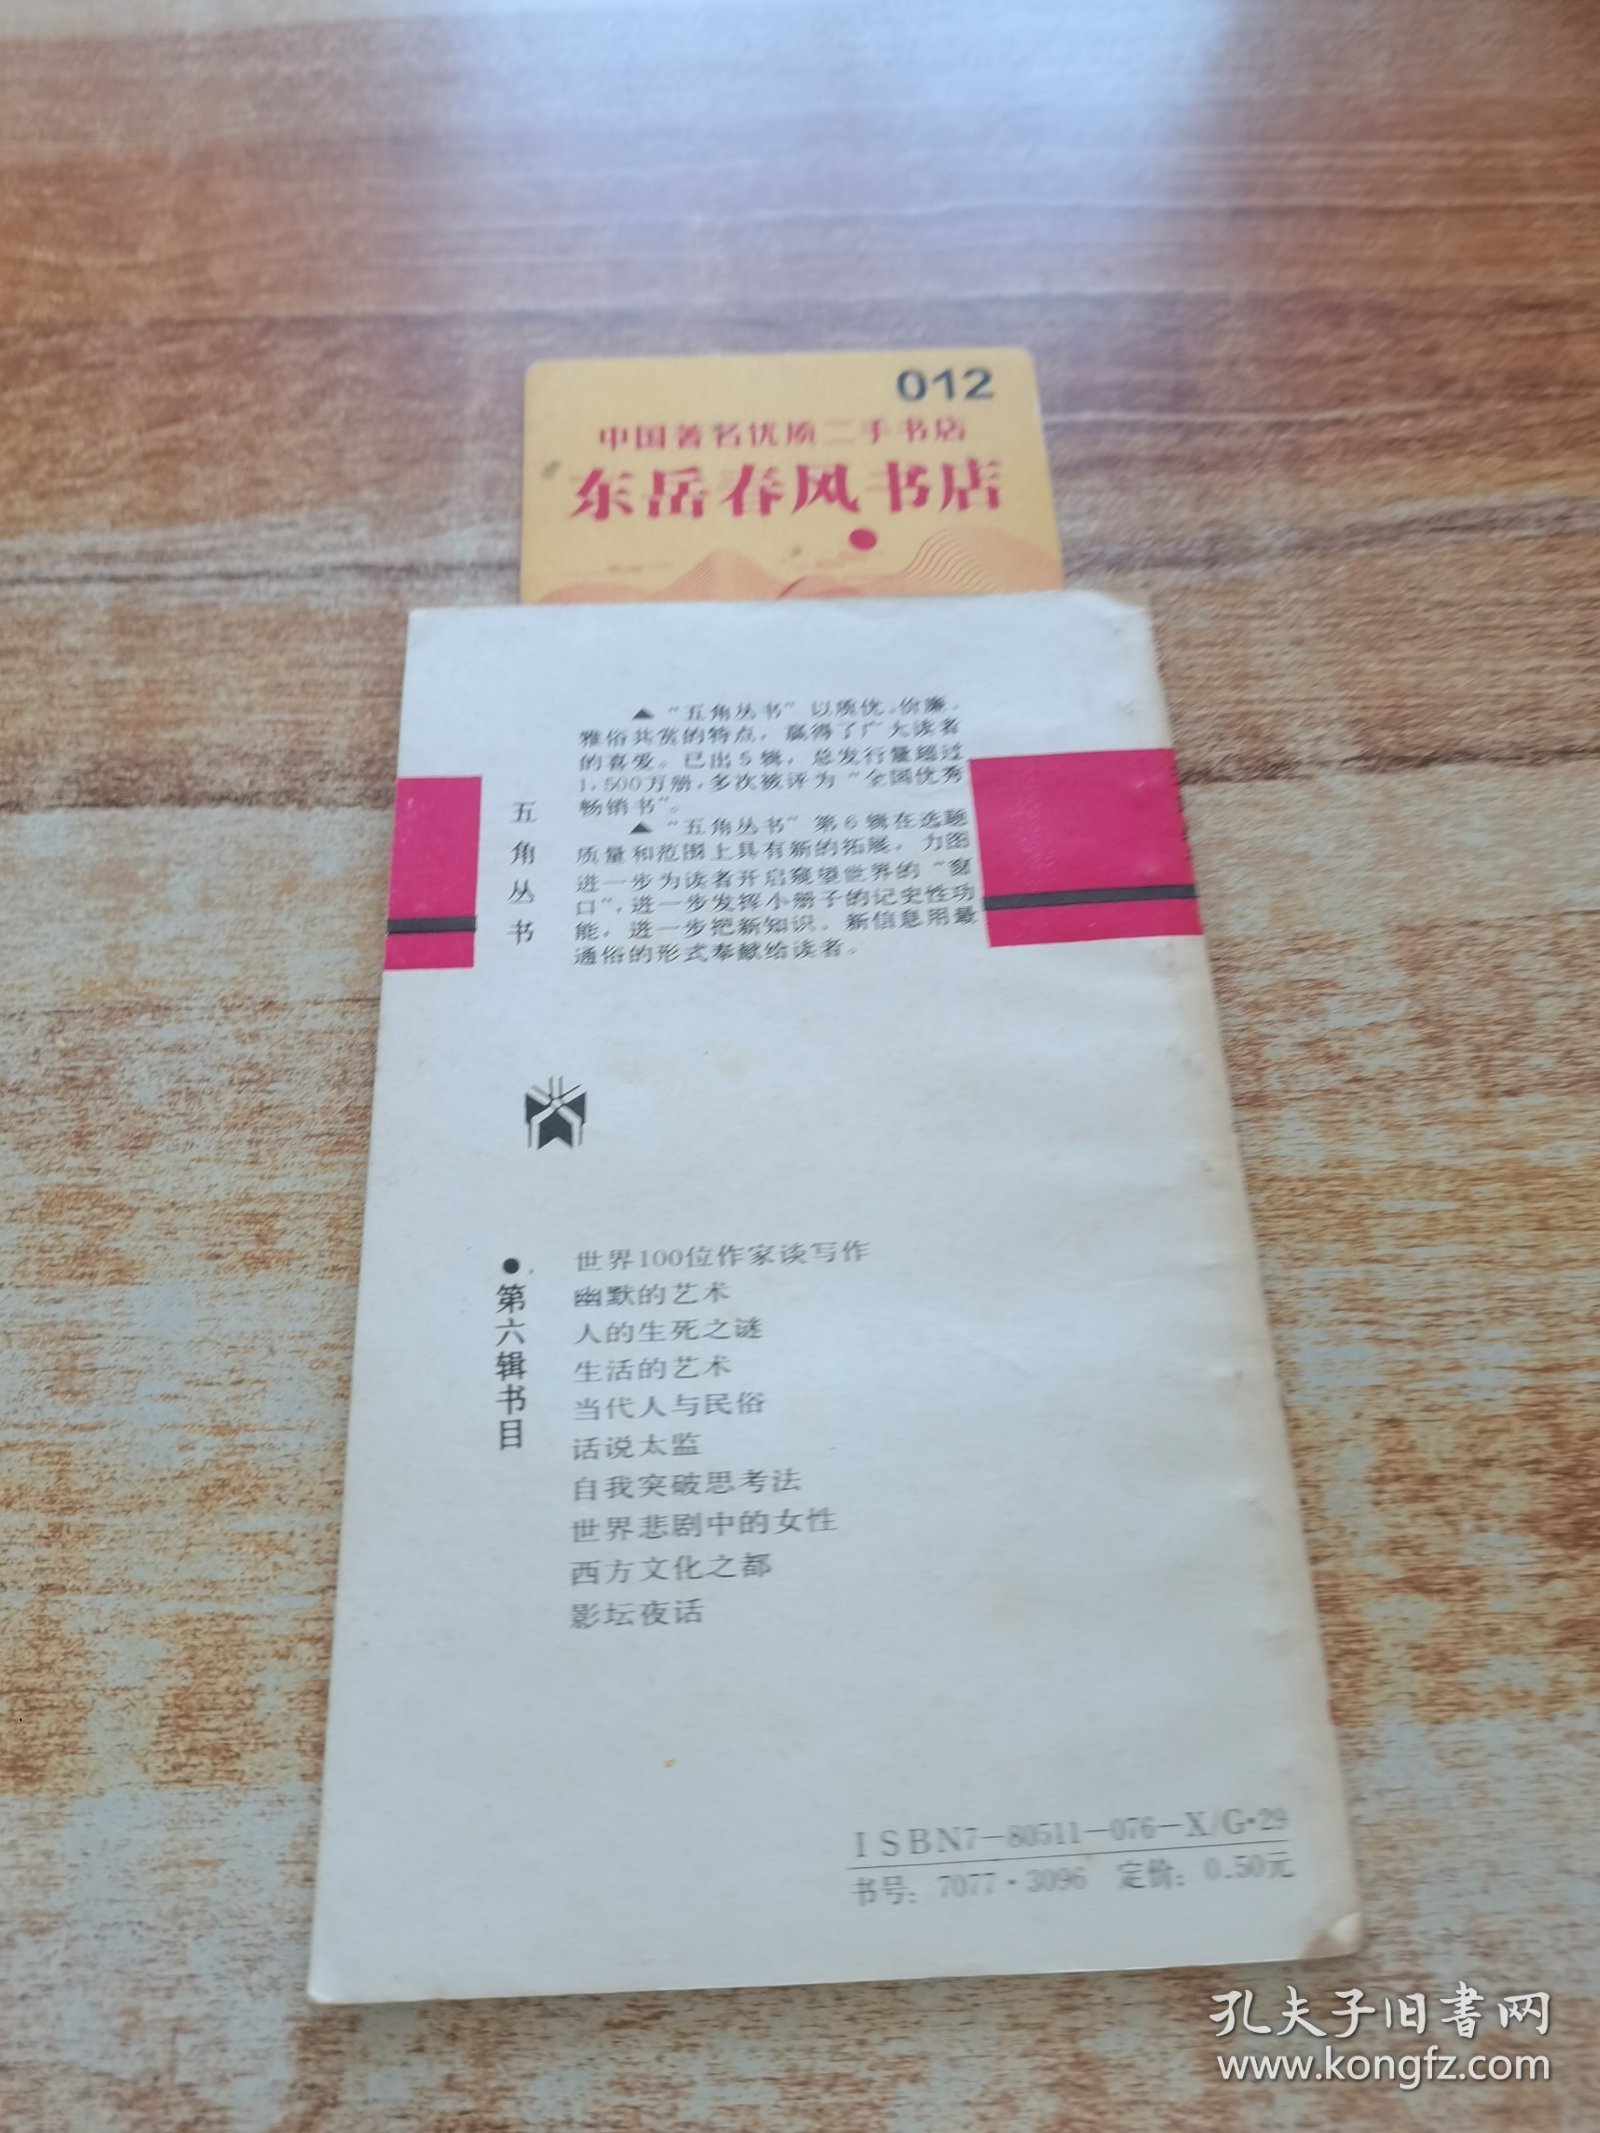 012
中国著名优质二手书店
东岳春风书店
五角丛书
▲“五角丛书”以质优、价廉、
雅俗共赏的特点，赢得了广大读者
的喜爱。已出5辑，总发行量超过
1,500万册，多次被评为“全国优秀
畅销书”。
▲“五角丛书”第6辑在选题
质量和范围上具有新的拓展，力图
进一步为读者开启窥望世界的“窗
口”，进一步发挥小册子的记史性功
能，进一步把新知识、新信息用最
通俗的形式奉献给读者。
●第六辑书目
世界100位作家谈写作
幽默的艺术
人的生死之谜
生活的艺术
当代人与民俗
话说太监
自我突破思考法
世界悲剧中的女性
西方文化之都
影坛夜话
ISBN7-80511-076-X/G·29
书号：7077·3096 定价：0.50元
孔夫子旧書网
www.kongfz.com